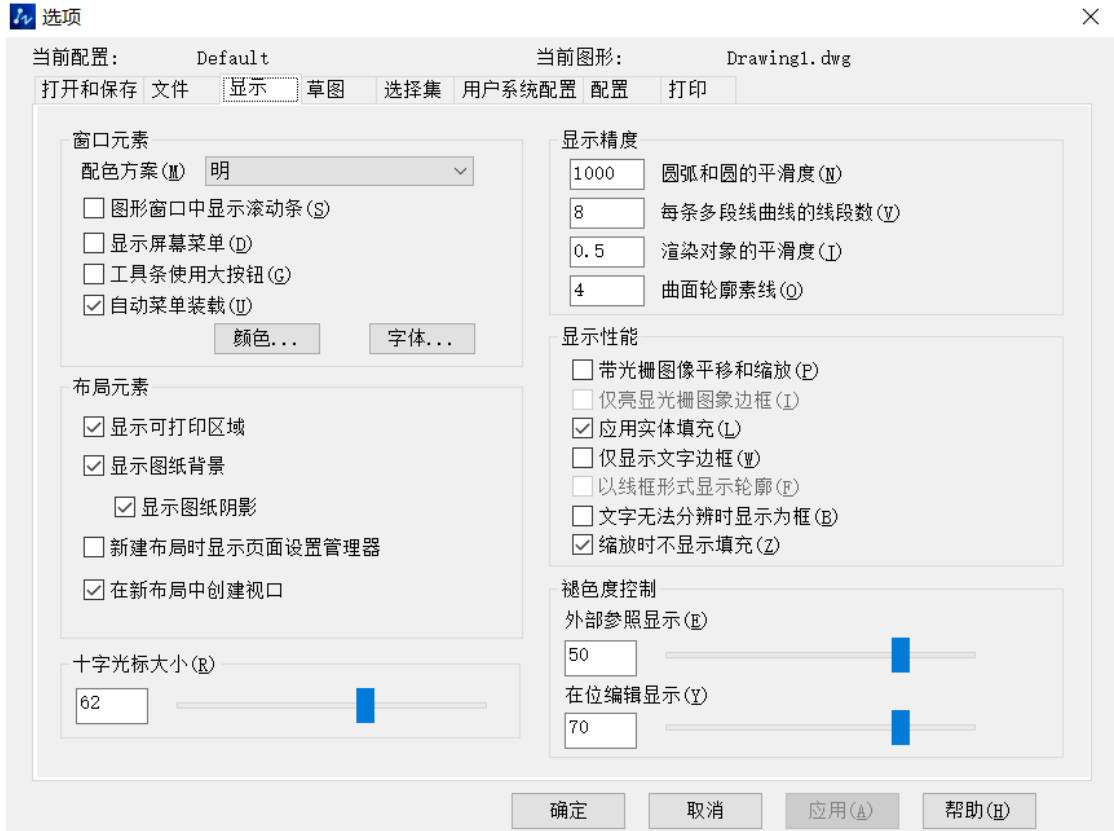 选项
当前配置: Default 当前图形: Drawing1.dwg
打开和保存 文件 显示 草图 选择集 用户系统配置 配置 打印
窗口元素
配色方案(M) 明
图形窗口中显示滚动条(S)
显示屏幕菜单(D)
工具条使用大按钮(G)
自动菜单装载(U)
颜色... 字体...
布局元素
显示可打印区域
显示图纸背景
显示图纸阴影
新建布局时显示页面设置管理器
在新布局中创建视口
十字光标大小(R)
62
显示精度
1000 圆弧和圆的平滑度(N)
8 每条多段线曲线的线段数(V)
0.5 渲染对象的平滑度(J)
4 曲面轮廓素线(O)
显示性能
带光栅图像平移和缩放(P)
仅亮显光栅图象边框(I)
应用实体填充(L)
仅显示文字边框(W)
以线框形式显示轮廓(F)
文字无法分辨时显示为框(B)
缩放时不显示填充(Z)
褪色度控制
外部参照显示(E)
50
在位编辑显示(Y)
70
确定 取消 应用(A) 帮助(H)